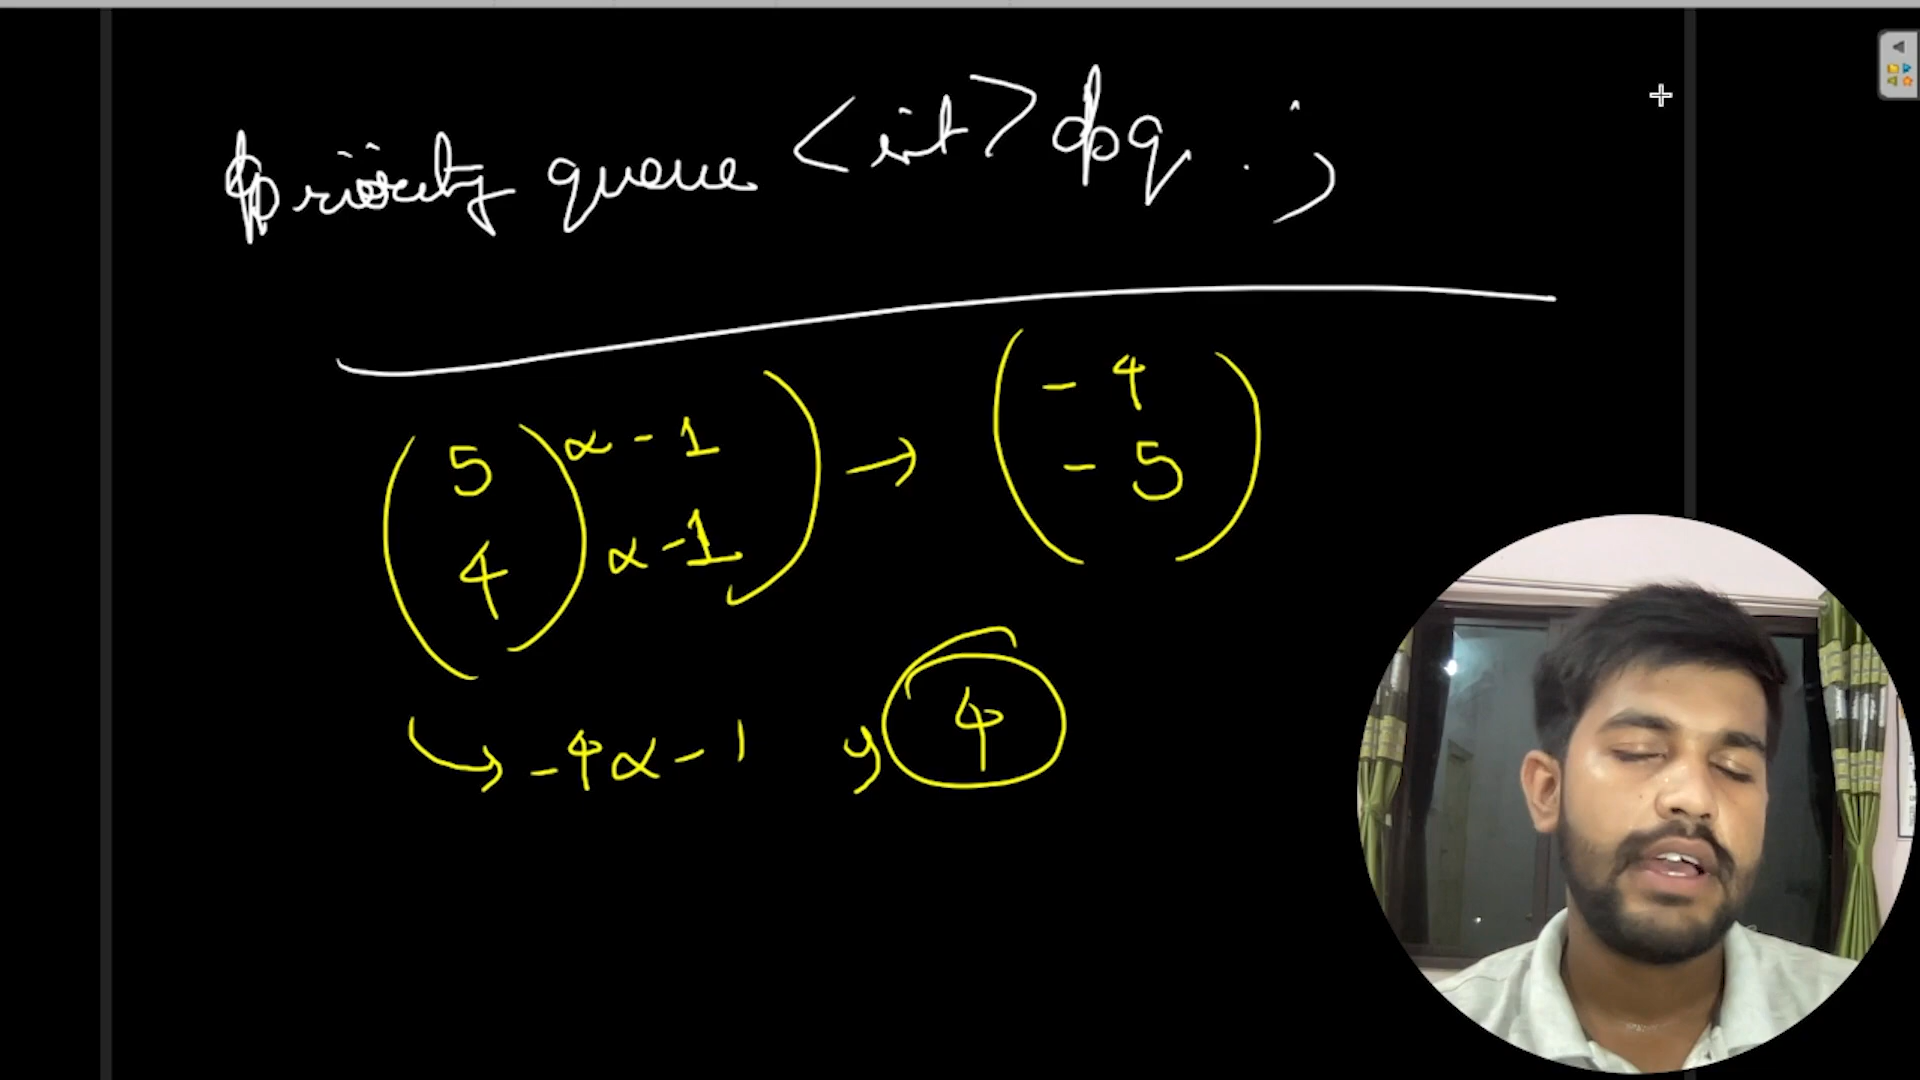 priority queue <int> pq ;
5 α - 1 → - 4
4 α - 1 - 5
↳ - 4 α - 1 y 4